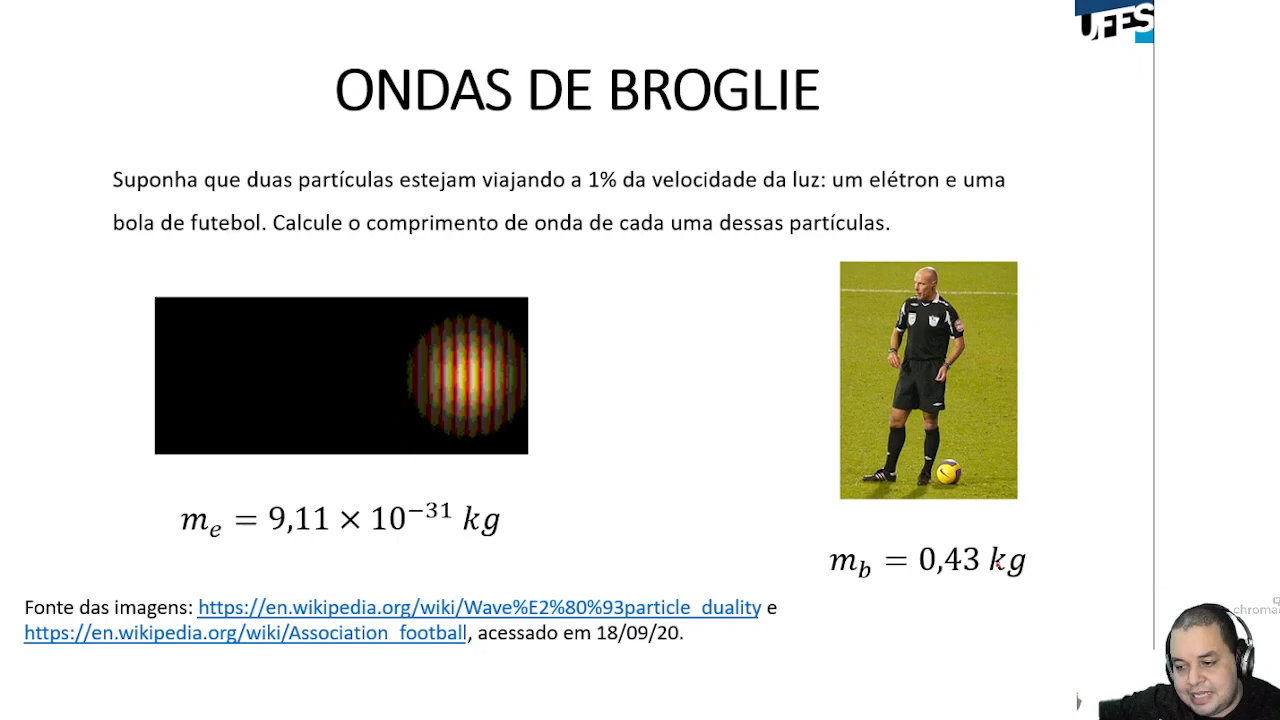 UFES
ONDAS DE BROGLIE
Suponha que duas partículas estejam viajando a 1% da velocidade da luz: um elétron e uma
bola de futebol. Calcule o comprimento de onda de cada uma dessas partículas.
mₑ = 9,11 × 10⁻³¹ kg
m_b = 0,43 kg
Fonte das imagens: https://en.wikipedia.org/wiki/Wave%E2%80%93particle_duality e
https://en.wikipedia.org/wiki/Association_football, acessado em 18/09/20.